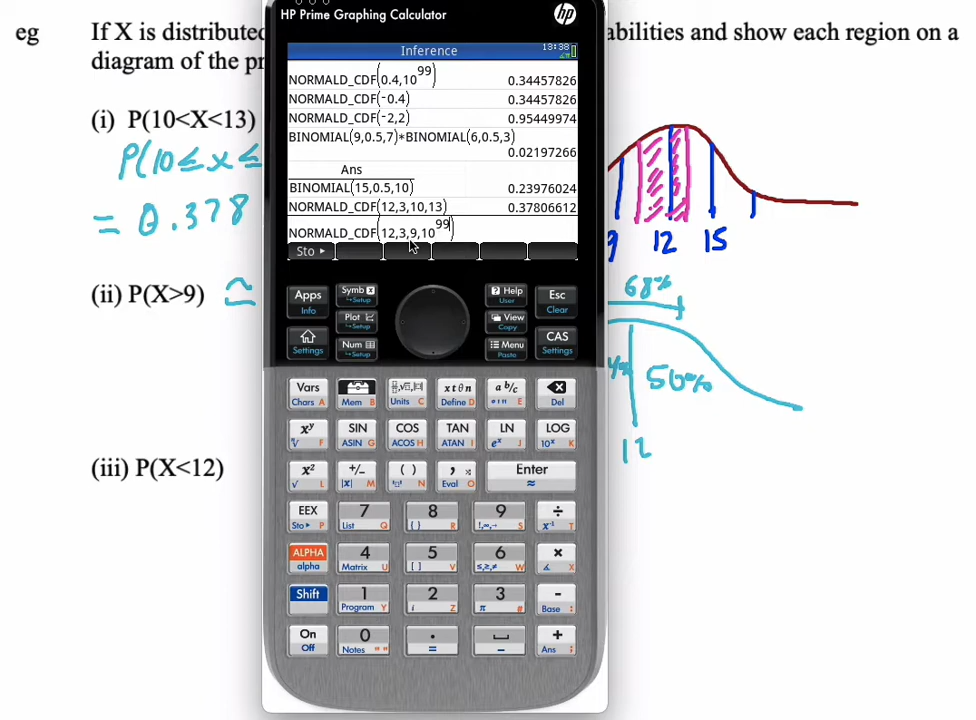 eg If X is distributed abilities and show each region on a
diagram of the pr
(i) P(10<X<13)
P(10≤x≤
= 0.378
(ii) P(X>9) ≃
(iii) P(X<12)
HP Prime Graphing Calculator hp
Inference 13:38
NORMALD_CDF(0.4,10^99) 0.34457826
NORMALD_CDF(-0.4) 0.34457826
NORMALD_CDF(-2,2) 0.95449974
BINOMIAL(9,0.5,7)*BINOMIAL(6,0.5,3)
0.02197266
Ans
BINOMIAL(15,0.5,10) 0.23976024
NORMALD_CDF(12,3,10,13) 0.37806612
NORMALD_CDF(12,3,9,10^99)
Sto ▸
Apps Info
Symb Setup
Help User
Esc Clear
Plot Setup
View Copy
Settings
Num Setup
Menu Paste
CAS Settings
Vars Chars A
Mem B
Units C
x t θ n Define D
a b/c E
Del
x^y F
SIN ASIN G
COS ACOS H
TAN ATAN I
LN e^x J
LOG 10^x K
x² √ L
+/- |x| M
( ) N
, Eval O
Enter ≈
EEX Sto ▸ P
7 List Q
8 { } R
9 !,∞,→ S
÷ x^-1 T
ALPHA alpha
4 Matrix U
5 [ ] V
6 ≤,≥,≠ W
× ∡ X
Shift
1 Program Y
2 i Z
3 π #
- Base :
On Off
0 Notes " "
. =
_
+ Ans ;
9 12 15
68%
50%
12